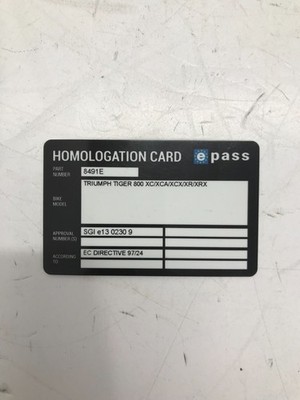 HOMOLOGATION CARD e pass
PART NUMBER 8491E
BIKE MODEL TRIUMPH TIGER 800 XC/XCA/XCX/XR/XRX
APPROVAL NUMBER (S) SGI e13 0230 9
ACCORDING TO EC DIRECTIVE 97/24